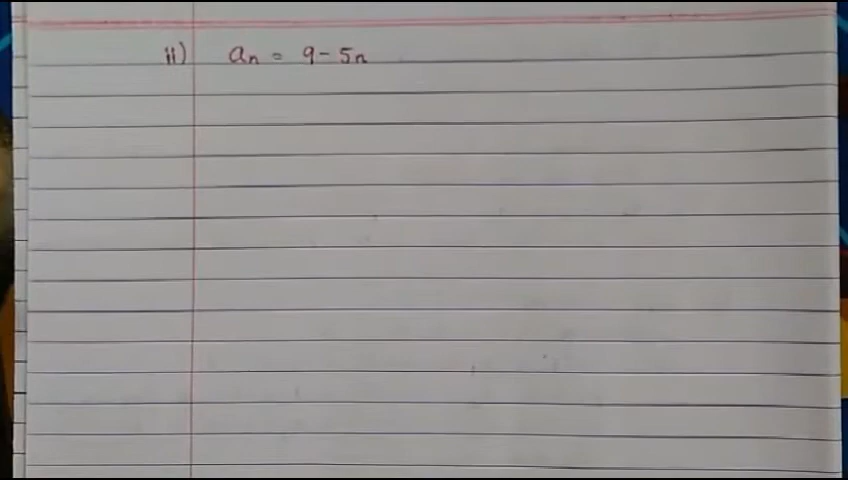 ii) an = 9-5n